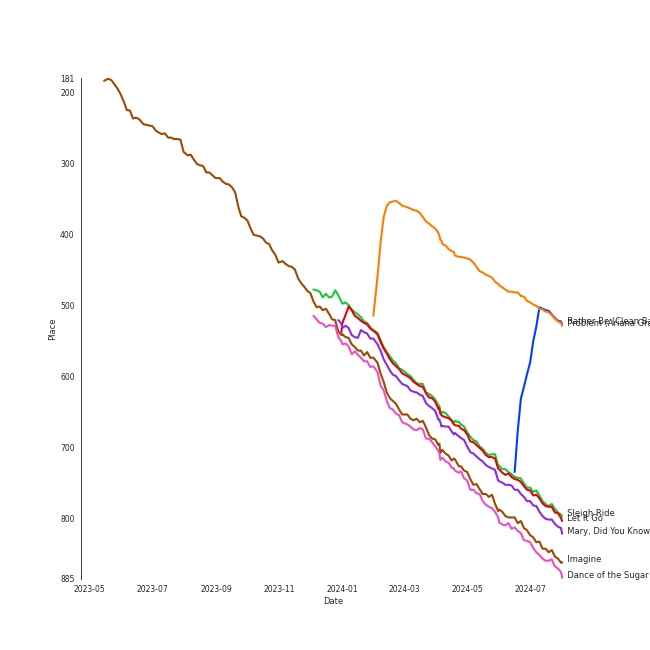 181
200
300
400
500
600
700
800
885
Place
2023-05
2023-07
2023-09
2023-11
2024-01
2024-03
2024-05
2024-07
Date
Sleigh Ride
Let It Go
Mary, Did You Know
Imagine
Dance of the Sugar